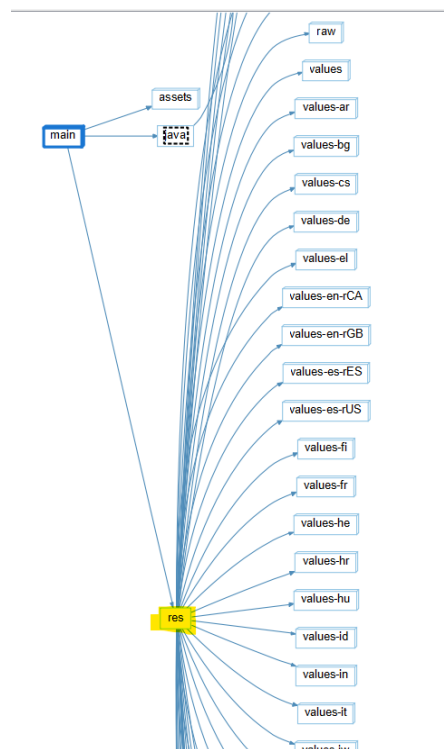 raw
values
assets
values-ar
main
java
values-bg
values-cs
values-de
values-el
values-en-rCA
values-en-rGB
values-es-rES
values-es-rUS
values-fi
values-fr
values-he
values-hr
values-hu
res
values-id
values-in
values-it
values-iw